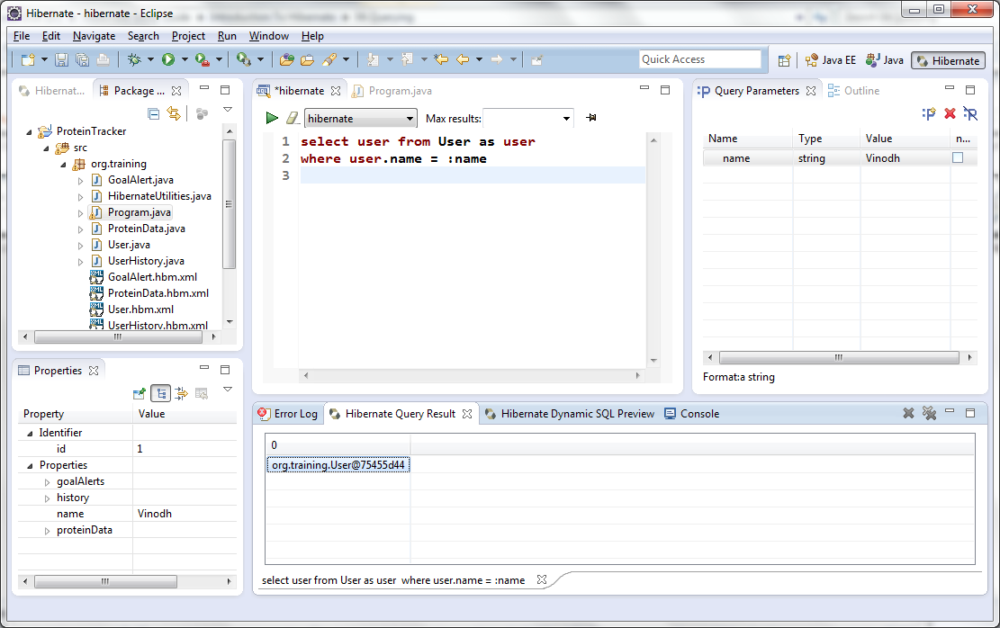 Hibernate - hibernate - Eclipse
File Edit Navigate Search Project Run Window Help
Quick Access
Java EE
Java
Hibernate
Hibernat...
Package ...
ProteinTracker
src
org.training
GoalAlert.java
HibernateUtilities.java
Program.java
ProteinData.java
User.java
UserHistory.java
GoalAlert.hbm.xml
ProteinData.hbm.xml
User.hbm.xml
UserHistory.hbm.xml
*hibernate
Program.java
hibernate
Max results:
1 select user from User as user
2 where user.name = :name
3
Query Parameters
Outline
Name Type Value n...
name string Vinodh
Format:a string
Properties
Property Value
Identifier
id 1
Properties
goalAlerts
history
name Vinodh
proteinData
Error Log
Hibernate Query Result
Hibernate Dynamic SQL Preview
Console
0
org.training.User@75455d44
select user from User as user where user.name = :name